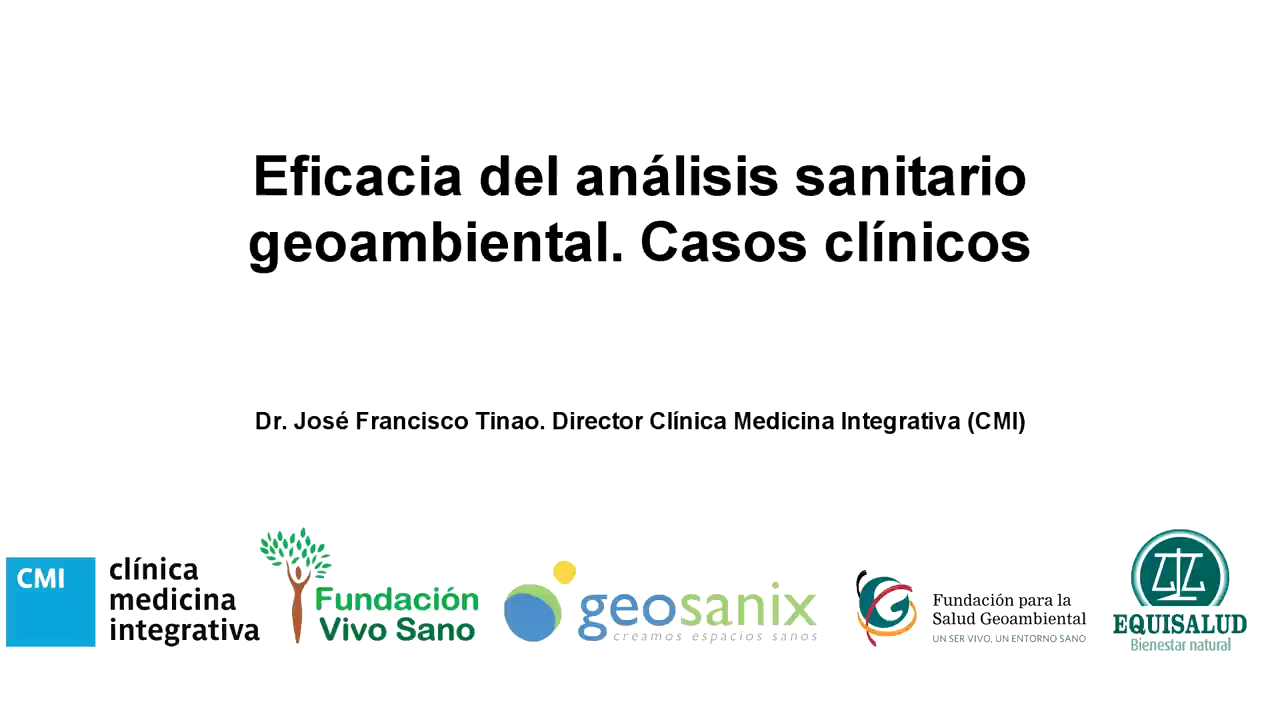 Eficacia del análisis sanitario
geoambiental. Casos clínicos
Dr. José Francisco Tinao. Director Clínica Medicina Integrativa (CMI)
CMI
clínica
medicina
integrativa
Fundación
Vivo Sano
geosanix
creamos espacios sanos
Fundación para la
Salud Geoambiental
UN SER VIVO, UN ENTORNO SANO
EQUISALUD
Bienestar natural